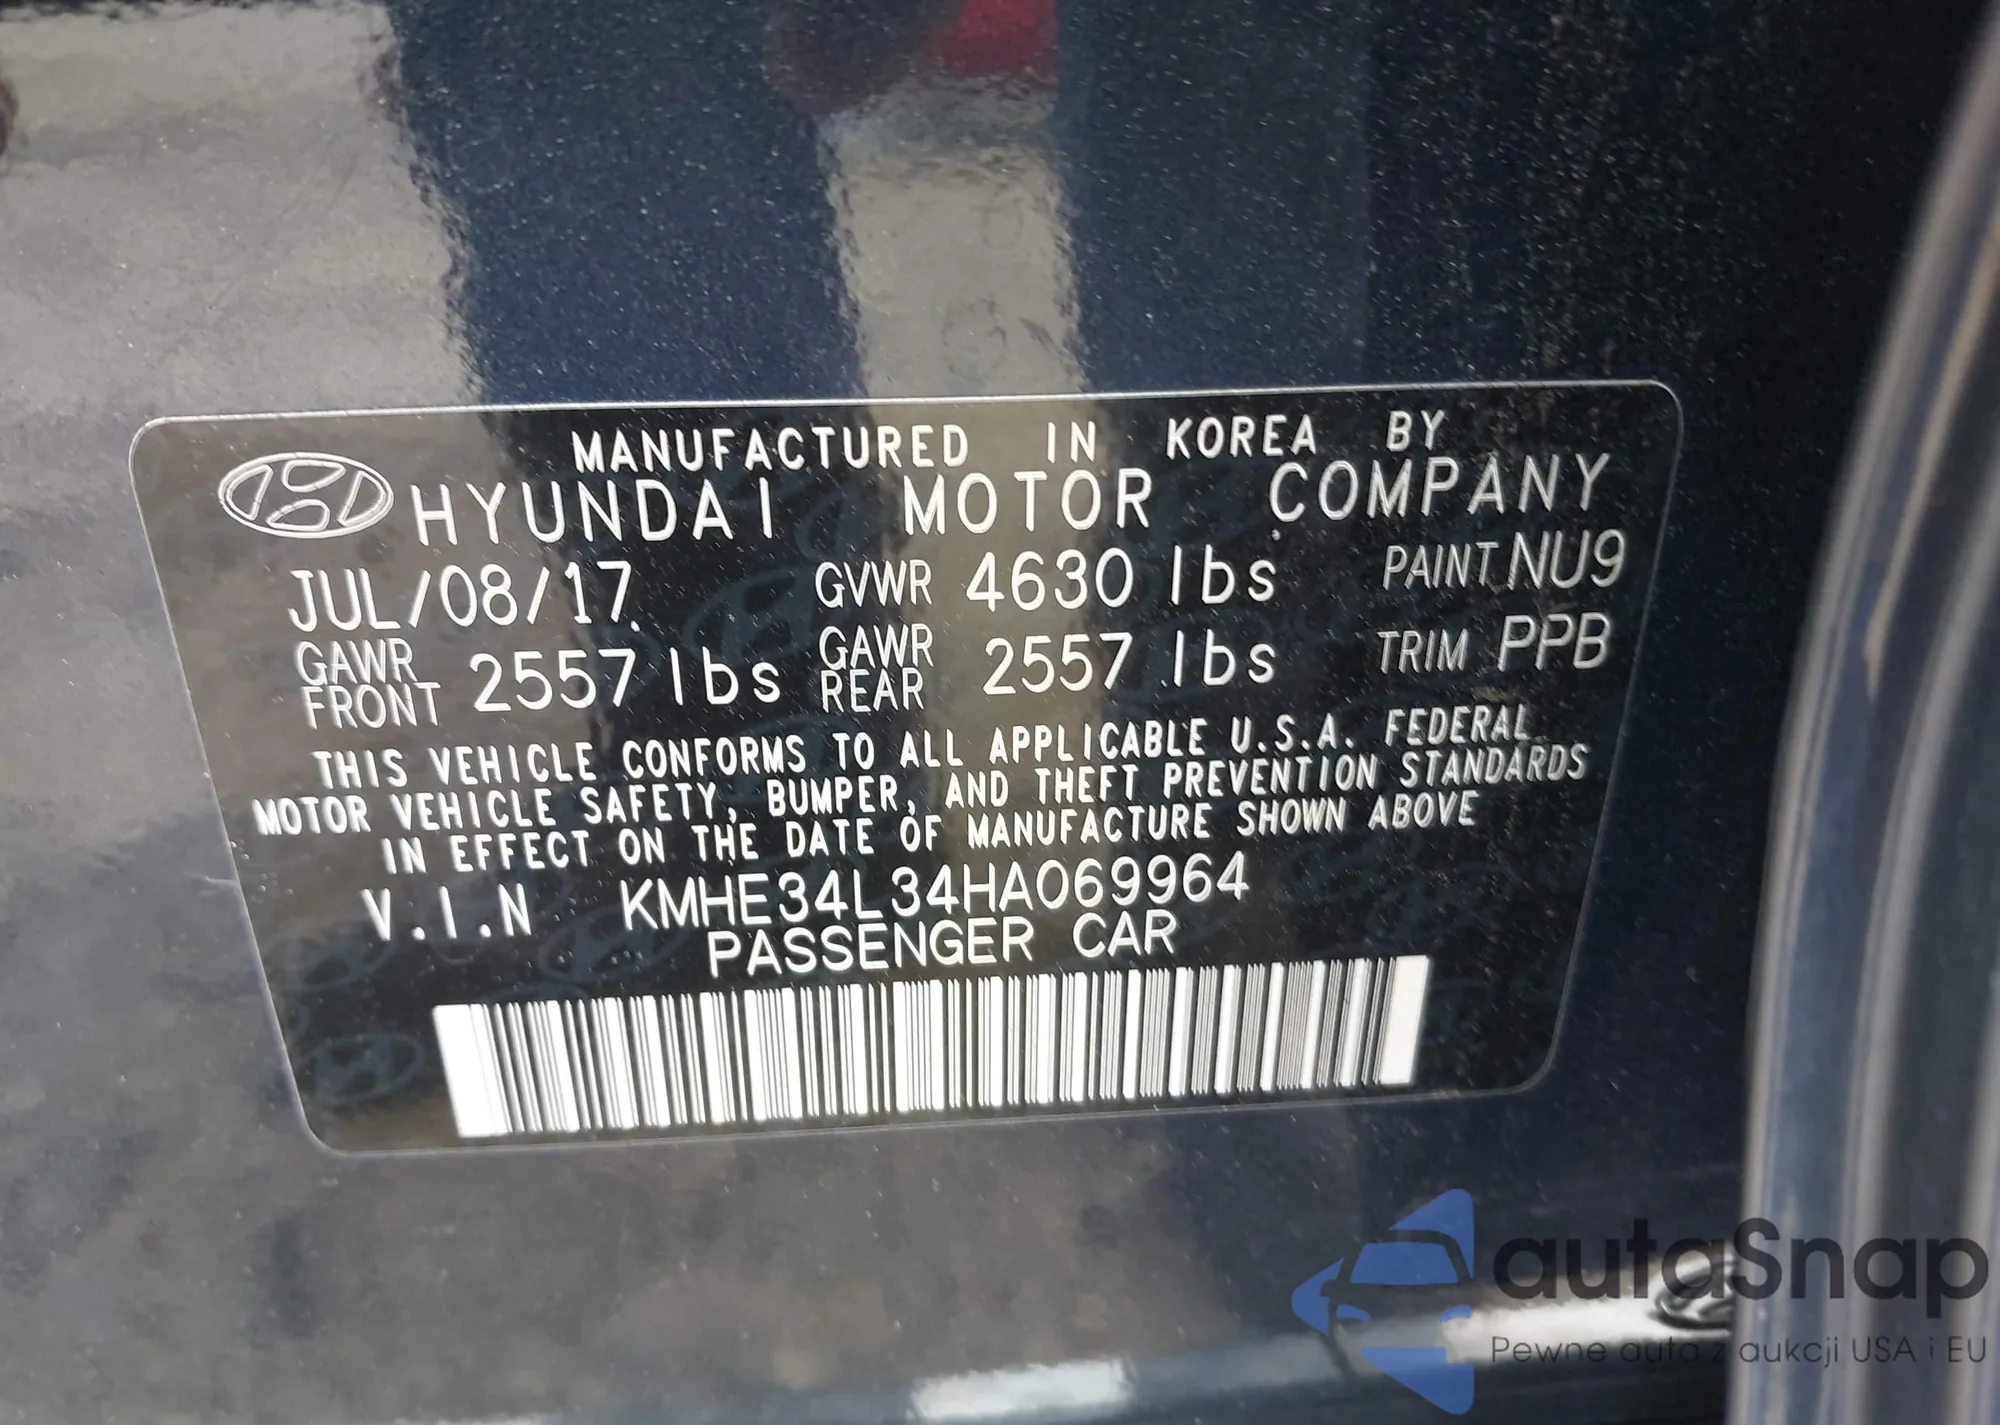 MANUFACTURED IN KOREA BY
HYUNDAI MOTOR COMPANY
JUL/08/17 GVWR 4630 lbs PAINT NU9
GAWR FRONT 2557 lbs GAWR REAR 2557 lbs TRIM PPB
THIS VEHICLE CONFORMS TO ALL APPLICABLE U.S.A. FEDERAL
MOTOR VEHICLE SAFETY, BUMPER, AND THEFT PREVENTION STANDARDS
IN EFFECT ON THE DATE OF MANUFACTURE SHOWN ABOVE
V.I.N KMHE34L34HA069964
PASSENGER CAR
autaSnap
Pewne auta z aukcji USA i EU